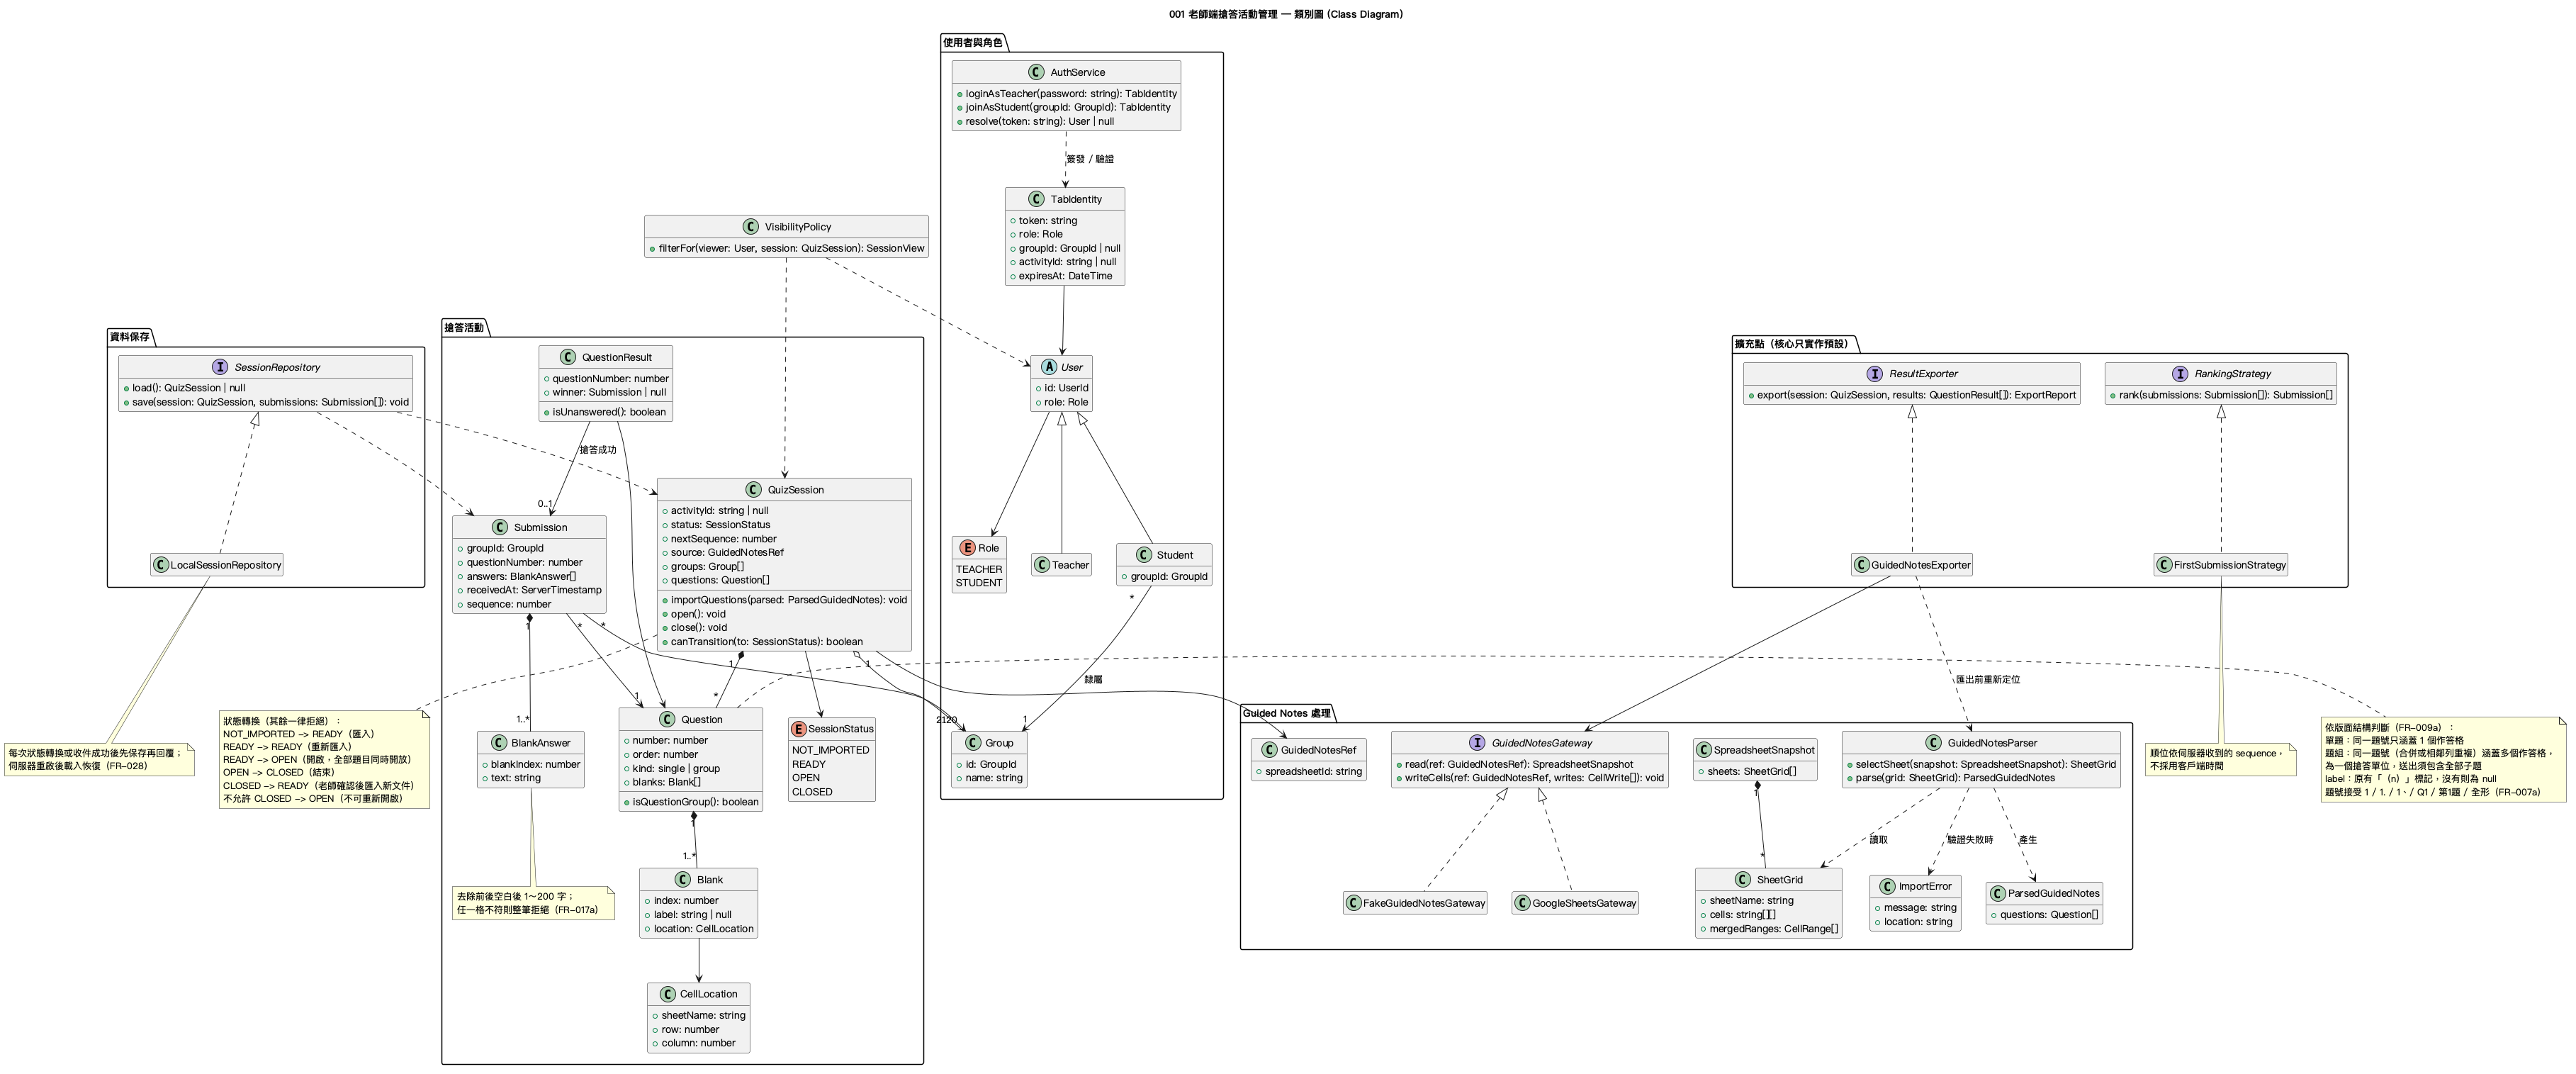 001 老師端搶答活動管理 — 類別圖 (Class Diagram)
使用者與角色
AuthService
loginAsTeacher(password: string): TabIdentity
joinAsStudent(groupId: GroupId): TabIdentity
resolve(token: string): User | null
簽發 / 驗證
TabIdentity
token: string
role: Role
groupId: GroupId | null
activityId: string | null
expiresAt: DateTime
VisibilityPolicy
filterFor(viewer: User, session: QuizSession): SessionView
User
id: UserId
role: Role
Role
TEACHER
STUDENT
Teacher
Student
groupId: GroupId
*
隸屬
1
Group
id: GroupId
name: string
資料保存
SessionRepository
load(): QuizSession | null
save(session: QuizSession, submissions: Submission[]): void
LocalSessionRepository
每次狀態轉換或收件成功後先保存再回覆；
伺服器重啟後載入恢復（FR-028）
搶答活動
QuestionResult
questionNumber: number
winner: Submission | null
isUnanswered(): boolean
搶答成功
0..1
Submission
groupId: GroupId
questionNumber: number
answers: BlankAnswer[]
receivedAt: ServerTimestamp
sequence: number
QuizSession
activityId: string | null
status: SessionStatus
nextSequence: number
source: GuidedNotesRef
groups: Group[]
questions: Question[]
importQuestions(parsed: ParsedGuidedNotes): void
open(): void
close(): void
canTransition(to: SessionStatus): boolean
1
*
*
1
1
1..*
1
*
2120
狀態轉換（其餘一律拒絕）：
NOT_IMPORTED -> READY（匯入）
READY -> READY（重新匯入）
READY -> OPEN（開啟，全部題目同時開放）
OPEN -> CLOSED（結束）
CLOSED -> READY（老師確認後匯入新文件）
不允許 CLOSED -> OPEN（不可重新開啟）
BlankAnswer
blankIndex: number
text: string
去除前後空白後 1～200 字；
任一格不符則整筆拒絕（FR-017a）
Question
number: number
order: number
kind: single | group
blanks: Blank[]
isQuestionGroup(): boolean
SessionStatus
NOT_IMPORTED
READY
OPEN
CLOSED
1
1..*
Blank
index: number
label: string | null
location: CellLocation
CellLocation
sheetName: string
row: number
column: number
擴充點（核心只實作預設）
ResultExporter
export(session: QuizSession, results: QuestionResult[]): ExportReport
RankingStrategy
rank(submissions: Submission[]): Submission[]
GuidedNotesExporter
FirstSubmissionStrategy
匯出前重新定位
Guided Notes 處理
GuidedNotesRef
spreadsheetId: string
GuidedNotesGateway
read(ref: GuidedNotesRef): SpreadsheetSnapshot
writeCells(ref: GuidedNotesRef, writes: CellWrite[]): void
SpreadsheetSnapshot
sheets: SheetGrid[]
1
*
GuidedNotesParser
selectSheet(snapshot: SpreadsheetSnapshot): SheetGrid
parse(grid: SheetGrid): ParsedGuidedNotes
讀取
驗證失敗時
產生
FakeGuidedNotesGateway
GoogleSheetsGateway
SheetGrid
sheetName: string
cells: string[][]
mergedRanges: CellRange[]
ImportError
message: string
location: string
ParsedGuidedNotes
questions: Question[]
順位依伺服器收到的 sequence，
不採用客戶端時間
依版面結構判斷（FR-009a）：
單題：同一題號只涵蓋 1 個作答格
題組：同一題號（合併或相鄰列重複）涵蓋多個作答格，
為一個搶答單位，送出須包含全部子題
label：原有「（n）」標記，沒有則為 null
題號接受 1 / 1. / 1、/ Q1 / 第1題 / 全形（FR-007a）